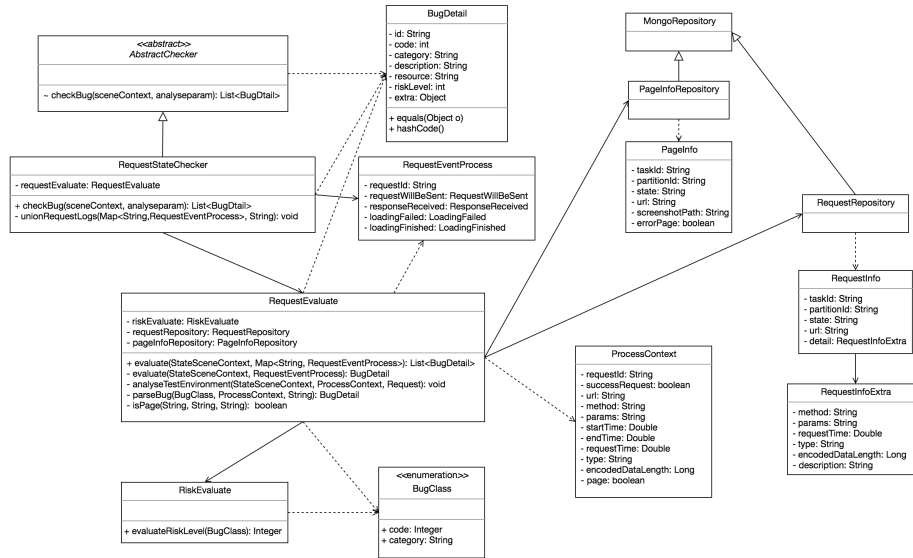 <<abstract>>
AbstractChecker
~ checkBug(sceneContext, analyseparam): List<BugDtail>
BugDetail
- id: String
- code: int
- category: String
- description: String
- resource: String
- riskLevel: int
- extra: Object
+ equals(Object o)
+ hashCode()
MongoRepository
PageInfoRepository
PageInfo
- taskId: String
- partitionId: String
- state: String
- url: String
- screenshotPath: String
- errorPage: boolean
RequestStateChecker
- requestEvaluate: RequestEvaluate
+ checkBug(sceneContext, analyseparam): List<BugDtail>
- unionRequestLogs(Map<String,RequestEventProcess>, String): void
RequestEventProcess
- requestId: String
- requestWillBeSent: RequestWillBeSent
- responseReceived: ResponseReceived
- loadingFailed: LoadingFailed
- loadingFinished: LoadingFinished
RequestRepository
RequestInfo
- taskId: String
- partitionId: String
- state: String
- url: String
- detail: RequestInfoExtra
RequestEvaluate
- riskEvaluate: RiskEvaluate
- requestRepository: RequestRepository
- pageInfoRepository: PageInfoRepository
+ evaluate(StateSceneContext, Map<String, RequestEventProcess>): List<BugDetail>
- evaluate(StateSceneContext, RequestEventProcess): BugDetail
- analyseTestEnvironment(StateSceneContext, ProcessContext, Request): void
- parseBug(BugClass, ProcessContext, String): BugDetail
- isPage(String, String, String): boolean
ProcessContext
- requestId: String
- successRequest: boolean
- url: String
- method: String
- params: String
- startTime: Double
- endTime: Double
- requestTime: Double
- type: String
- encodedDataLength: Long
- page: boolean
RequestInfoExtra
- method: String
- params: String
- requestTime: Double
- type: String
- encodedDataLength: Long
- description: String
RiskEvaluate
+ evaluateRiskLevel(BugClass): Integer
<<enumeration>>
BugClass
+ code: Integer
+ category: String